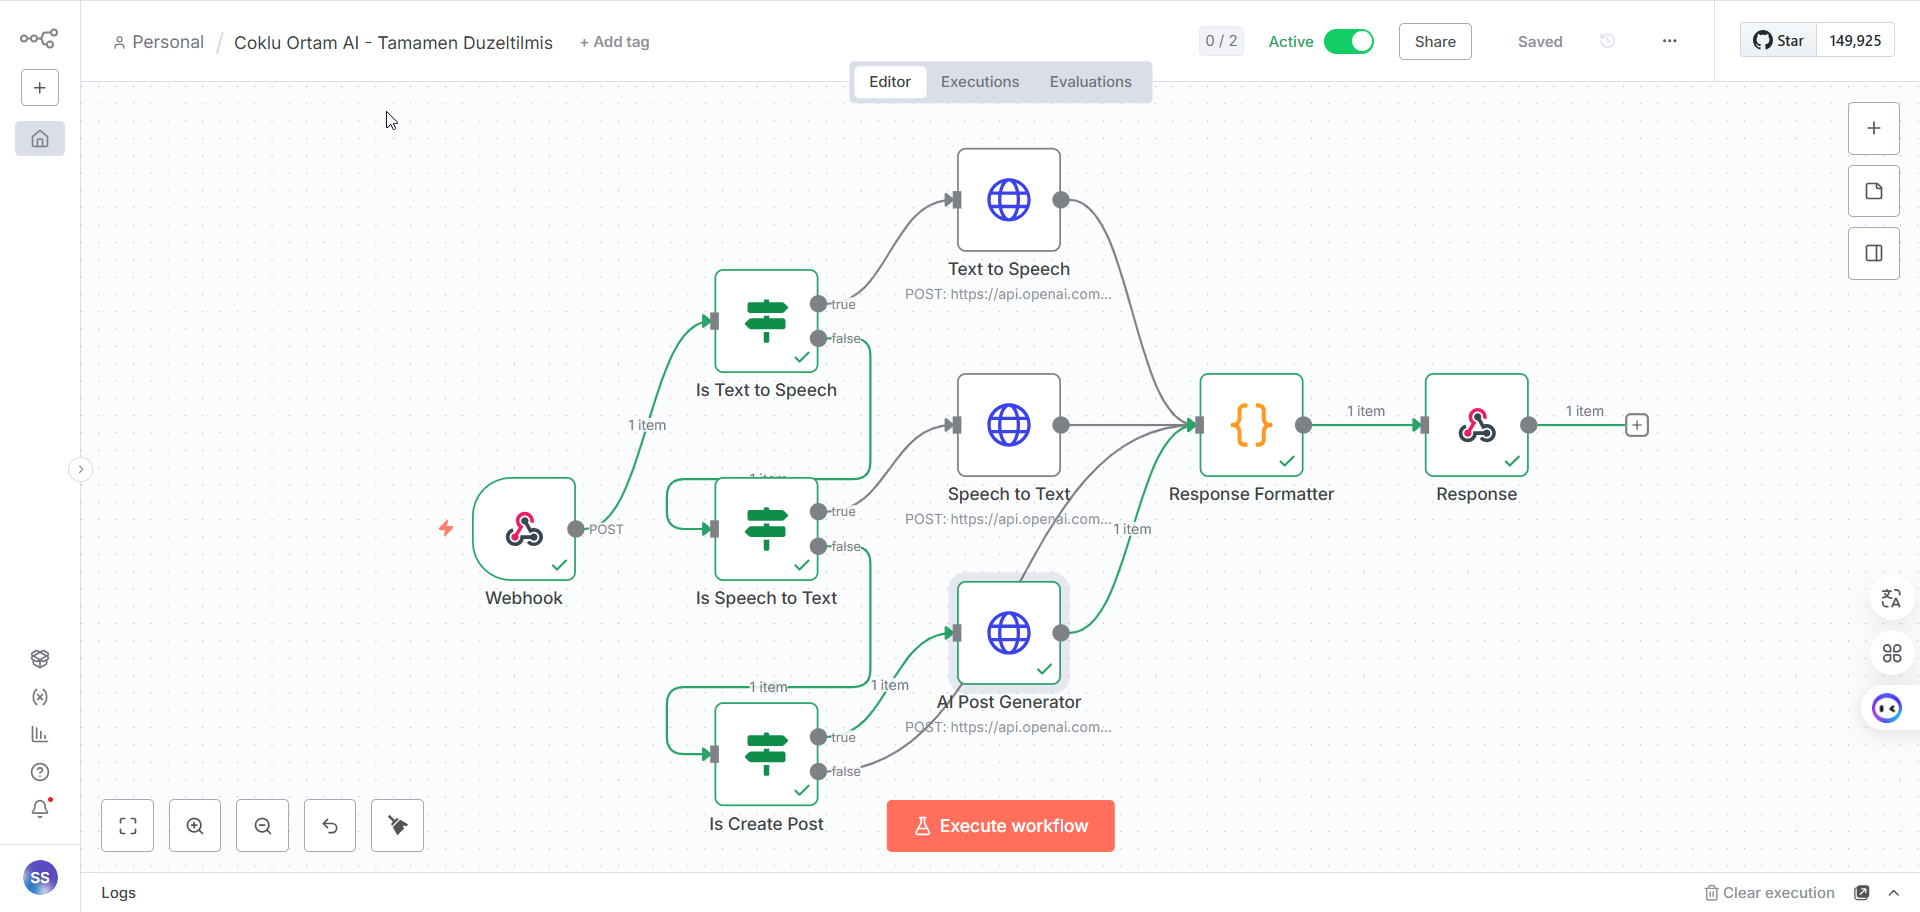 Personal / Coklu Ortam AI - Tamamen Duzeltilmis + Add tag
0 / 2 Active Share Saved Star 149,925
Editor Executions Evaluations
Text to Speech
POST: https://api.openai.com...
true
false
Is Text to Speech
1 item
1 item
1 item
1 item
true
false
Is Speech to Text
POST
Webhook
Speech to Text
POST: https://api.openai.com...
1 item
Response Formatter
Response
AI Post Generator
POST: https://api.openai.com...
1 item
1 item
true
false
Is Create Post
Execute workflow
SS
Logs
Clear execution